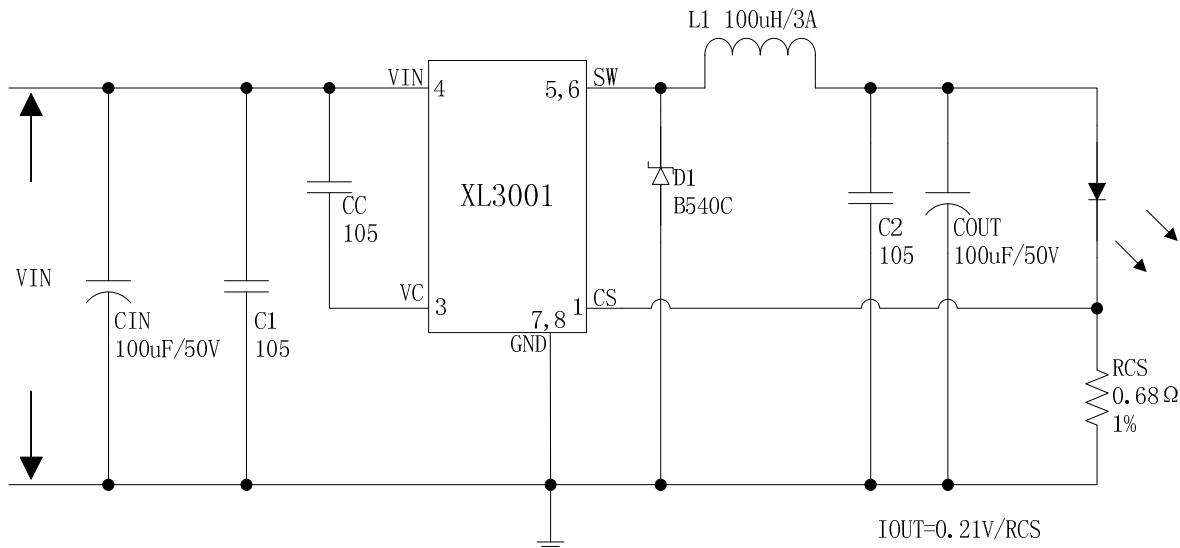 L1 100uH/3A
VIN
4
5,6
SW
XL3001
CC
105
D1
B540C
C2
105
COUT
100uF/50V
VIN
VC
3
1
CS
7,8
GND
CIN
100uF/50V
C1
105
RCS
0.68Ω
1%
IOUT=0.21V/RCS